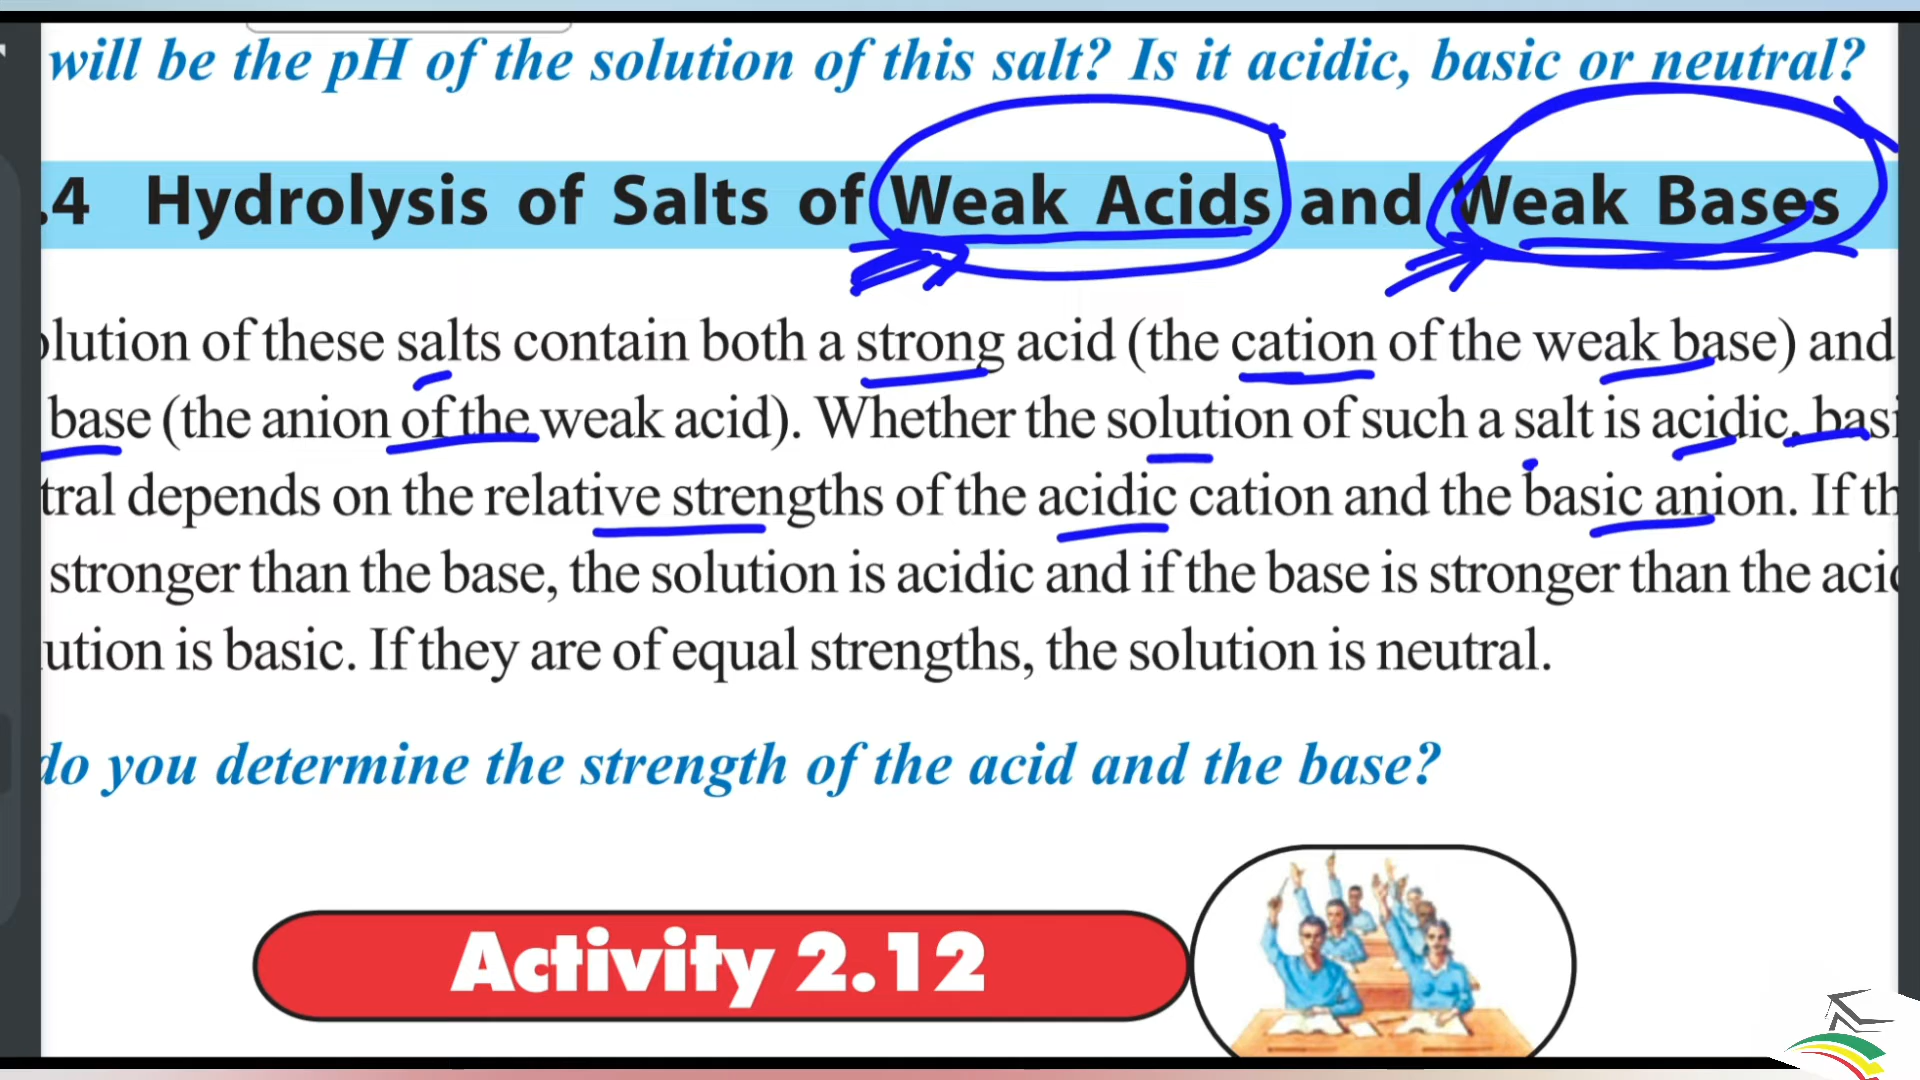 will be the pH of the solution of this salt? Is it acidic, basic or neutral?
.4 Hydrolysis of Salts of Weak Acids and Weak Bases
olution of these salts contain both a strong acid (the cation of the weak base) and
base (the anion of the weak acid). Whether the solution of such a salt is acidic, basi
tral depends on the relative strengths of the acidic cation and the basic anion. If th
stronger than the base, the solution is acidic and if the base is stronger than the acid
ution is basic. If they are of equal strengths, the solution is neutral.
do you determine the strength of the acid and the base?
Activity 2.12